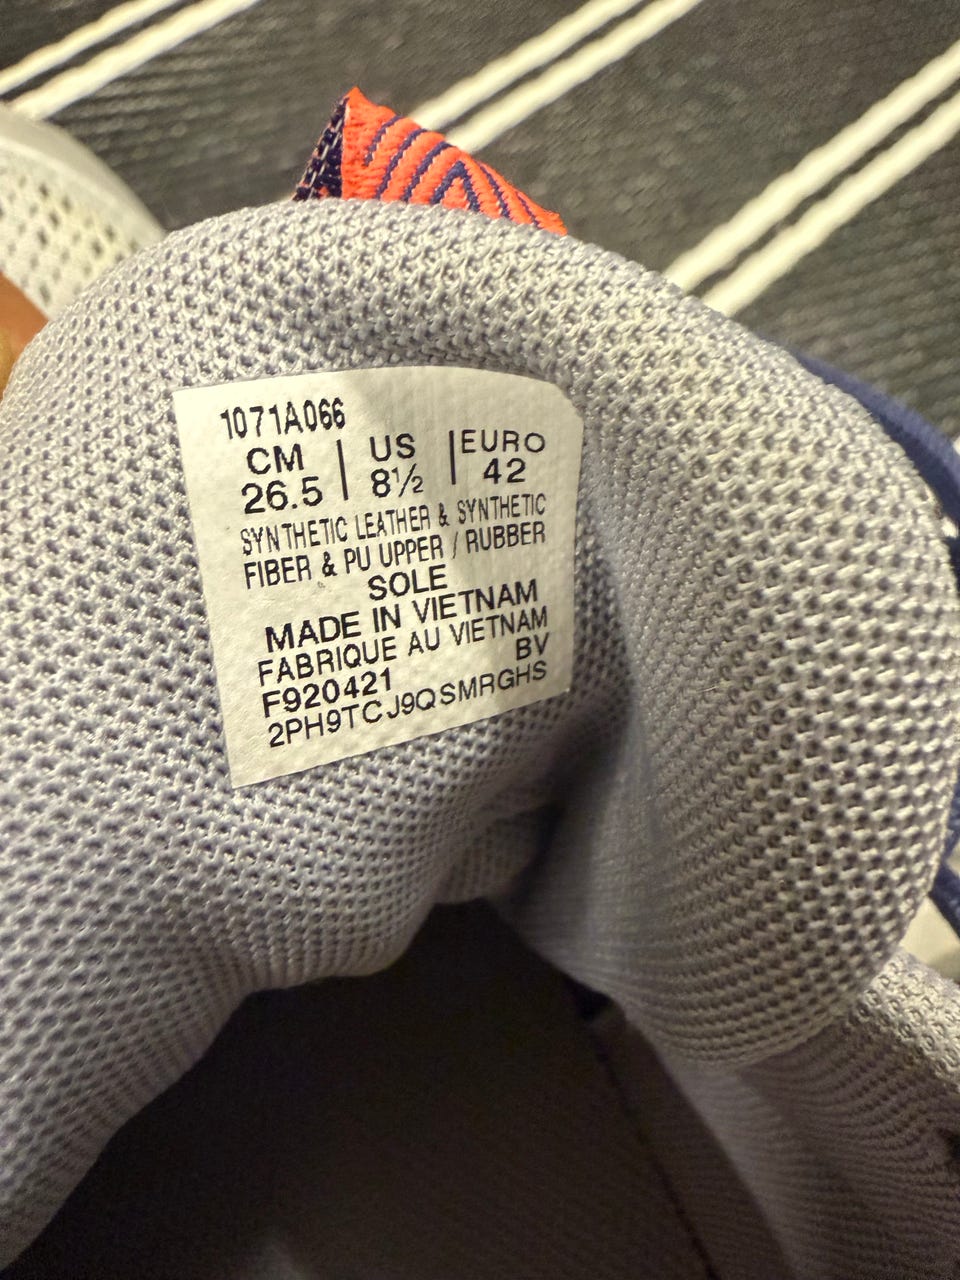 1071A066
CM | US | EURO
26.5 | 8½ | 42
SYNTHETIC LEATHER & SYNTHETIC
FIBER & PU UPPER / RUBBER
SOLE
MADE IN VIETNAM
FABRIQUE AU VIETNAM
F920421 BV
2PH9TCJ9QSMRGHS